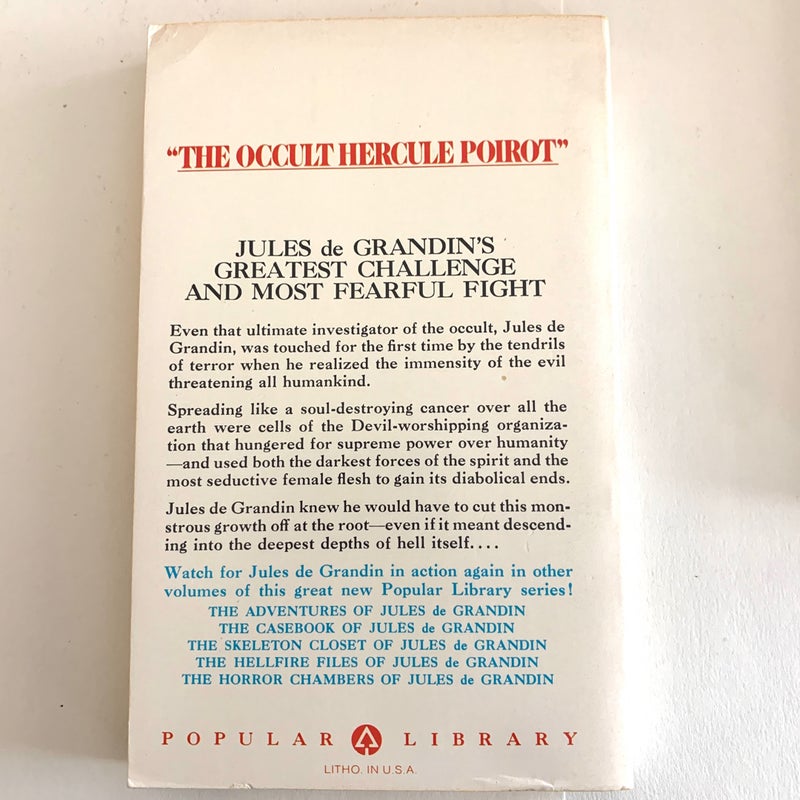 “THE OCCULT HERCULE POIROT”
JULES de GRANDIN’S
GREATEST CHALLENGE
AND MOST FEARFUL FIGHT
Even that ultimate investigator of the occult, Jules de
Grandin, was touched for the first time by the tendrils
of terror when he realized the immensity of the evil
threatening all humankind.
Spreading like a soul-destroying cancer over all the
earth were cells of the Devil-worshipping organiza-
tion that hungered for supreme power over humanity
—and used both the darkest forces of the spirit and the
most seductive female flesh to gain its diabolical ends.
Jules de Grandin knew he would have to cut this mon-
strous growth off at the root—even if it meant descend-
ing into the deepest depths of hell itself....
Watch for Jules de Grandin in action again in other
volumes of this great new Popular Library series!
THE ADVENTURES OF JULES de GRANDIN
THE CASEBOOK OF JULES de GRANDIN
THE SKELETON CLOSET OF JULES de GRANDIN
THE HELLFIRE FILES OF JULES de GRANDIN
THE HORROR CHAMBERS OF JULES de GRANDIN
POPULAR LIBRARY
LITHO. IN U.S.A.